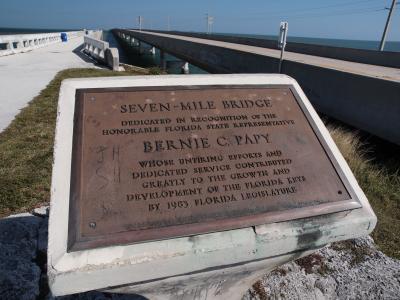 SEVEN-MILE BRIDGE
DEDICATED IN RECOGNITION OF THE
HONORABLE FLORIDA STATE REPRESENTATIVE
BERNIE C. PAPY
WHOSE UNTIRING EFFORTS AND
DEDICATED SERVICE CONTRIBUTED
GREATLY TO THE GROWTH AND
DEVELOPMENT OF THE FLORIDA KEYS
BY 1963 FLORIDA LEGISLATURE